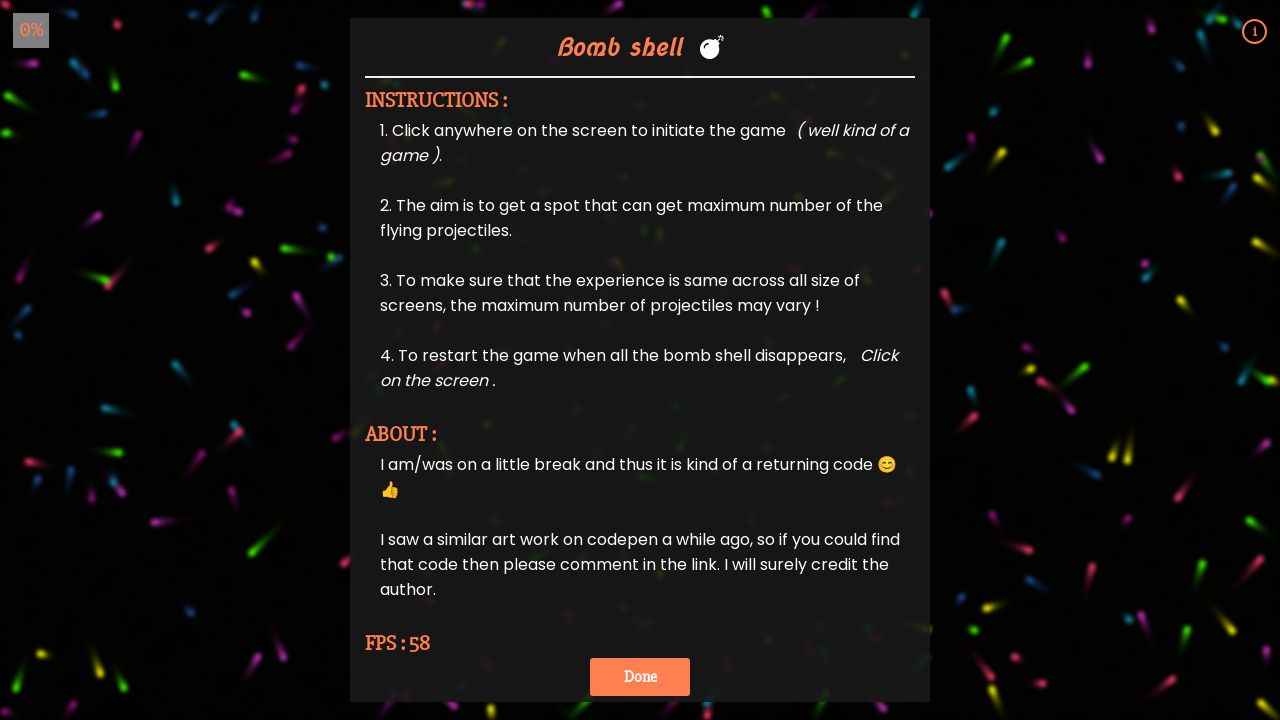 0%
i
Bomb shell 💣
INSTRUCTIONS :
1. Click anywhere on the screen to initiate the game ( well kind of a
game ).
2. The aim is to get a spot that can get maximum number of the
flying projectiles.
3. To make sure that the experience is same across all size of
screens, the maximum number of projectiles may vary !
4. To restart the game when all the bomb shell disappears, Click
on the screen .
ABOUT :
I am/was on a little break and thus it is kind of a returning code 😊
👍
I saw a similar art work on codepen a while ago, so if you could find
that code then please comment in the link. I will surely credit the
author.
FPS : 58
Done